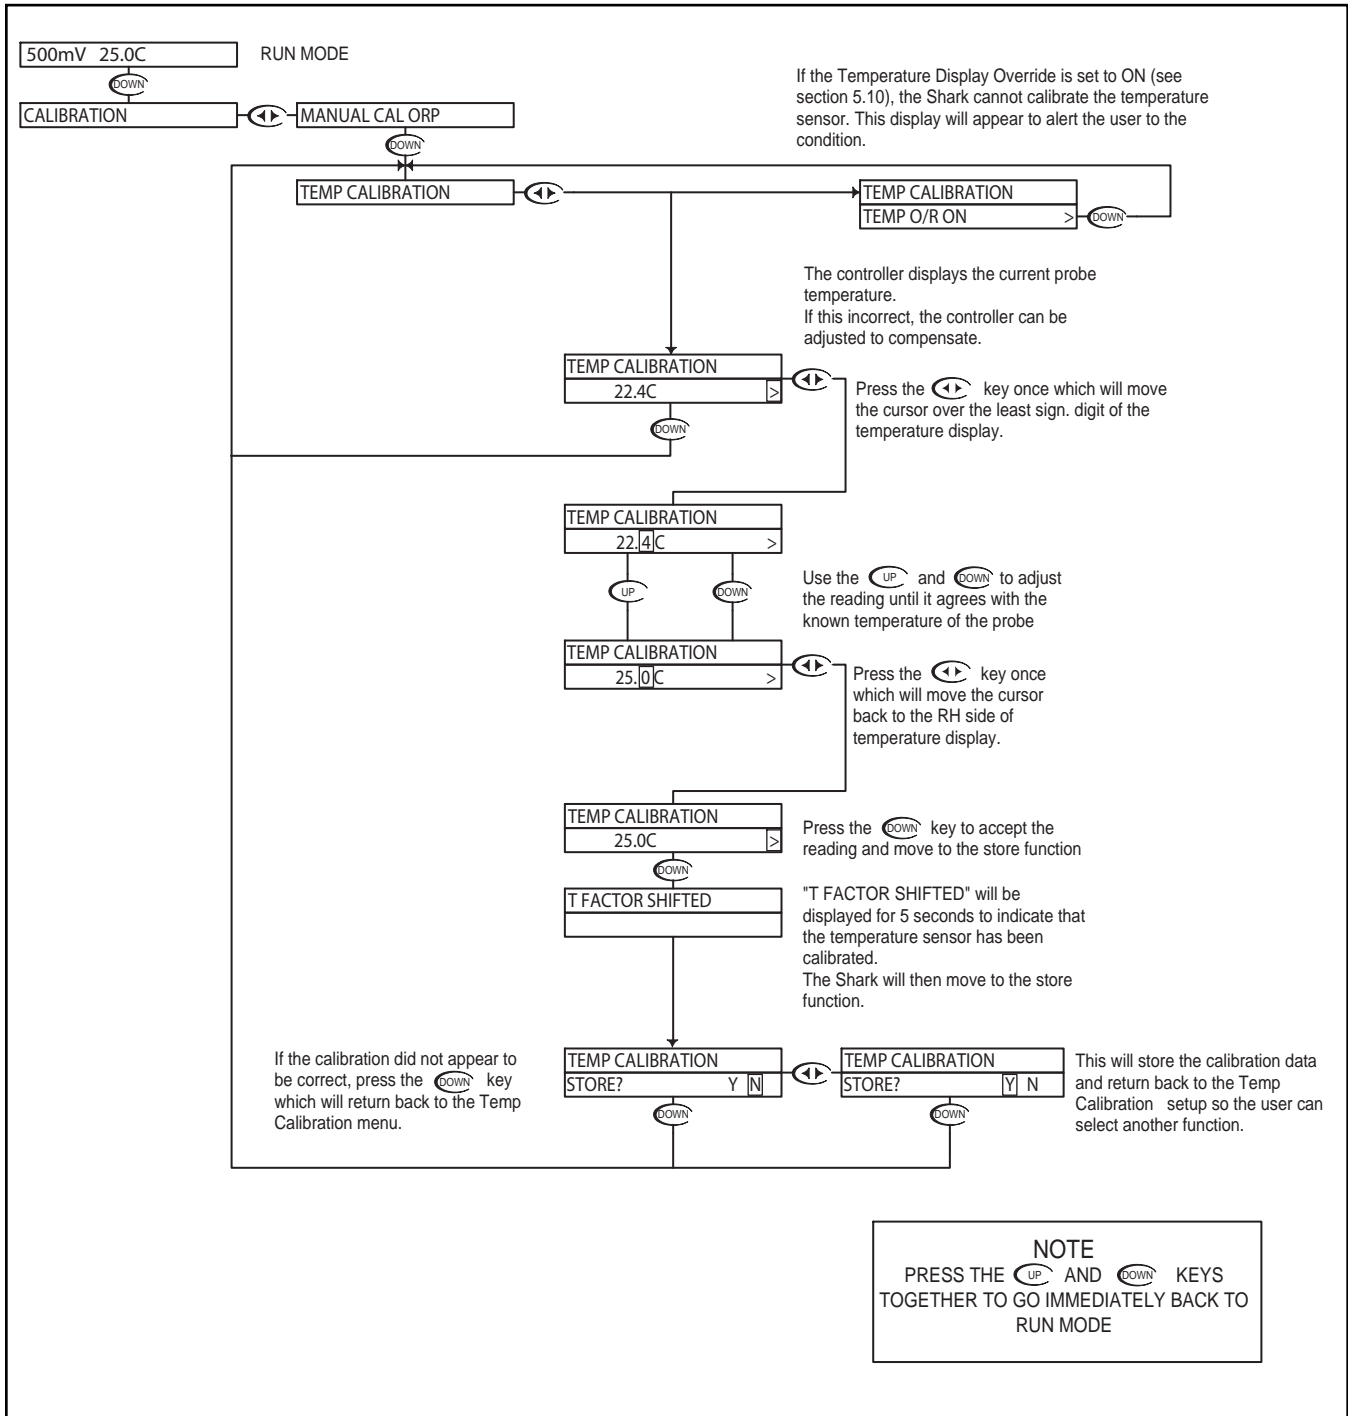 500mV 25.0C
RUN MODE
DOWN
CALIBRATION
MANUAL CAL ORP
DOWN
If the Temperature Display Override is set to ON (see
section 5.10), the Shark cannot calibrate the temperature
sensor. This display will appear to alert the user to the
condition.
TEMP CALIBRATION
TEMP CALIBRATION
TEMP O/R ON >
DOWN
The controller displays the current probe
temperature.
If this incorrect, the controller can be
adjusted to compensate.
TEMP CALIBRATION
22.4C >
DOWN
Press the key once which will move
the cursor over the least sign. digit of the
temperature display.
TEMP CALIBRATION
22.4C >
UP
DOWN
Use the UP and DOWN to adjust
the reading until it agrees with the
known temperature of the probe
TEMP CALIBRATION
25.0C >
Press the key once
which will move the cursor
back to the RH side of
temperature display.
TEMP CALIBRATION
25.0C >
DOWN
Press the DOWN key to accept the
reading and move to the store function
T FACTOR SHIFTED
"T FACTOR SHIFTED" will be
displayed for 5 seconds to indicate that
the temperature sensor has been
calibrated.
The Shark will then move to the store
function.
If the calibration did not appear to
be correct, press the DOWN key
which will return back to the Temp
Calibration menu.
TEMP CALIBRATION
STORE? Y N
DOWN
TEMP CALIBRATION
STORE? Y N
DOWN
This will store the calibration data
and return back to the Temp
Calibration setup so the user can
select another function.
NOTE
PRESS THE UP AND DOWN KEYS
TOGETHER TO GO IMMEDIATELY BACK TO
RUN MODE